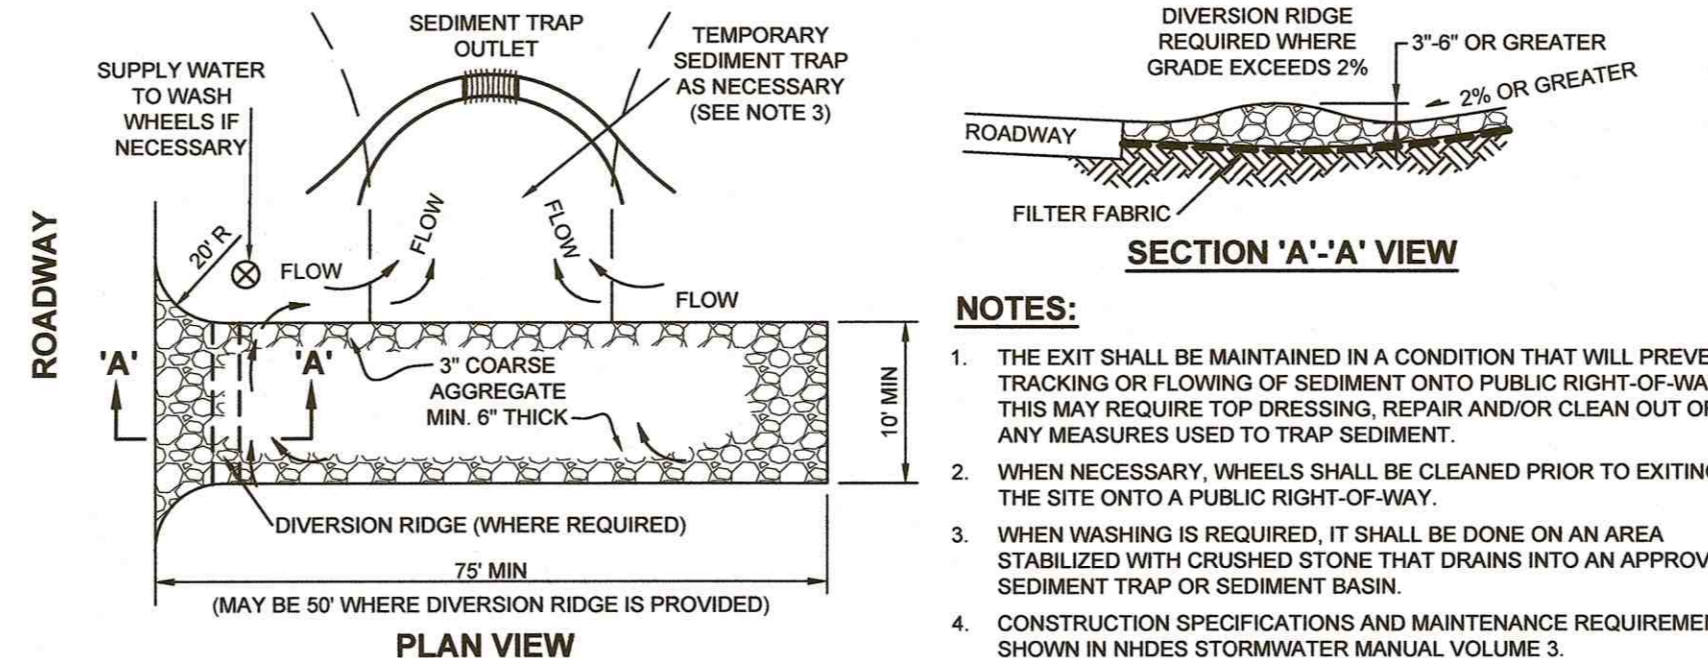 SEDIMENT TRAP
OUTLET
TEMPORARY
SEDIMENT TRAP
AS NECESSARY
(SEE NOTE 3)
SUPPLY WATER
TO WASH
WHEELS IF
NECESSARY
ROADWAY
20' R
FLOW
FLOW
FLOW
FLOW
'A'
'A'
3" COARSE
AGGREGATE
MIN. 6" THICK
10' MIN
DIVERSION RIDGE (WHERE REQUIRED)
75' MIN
(MAY BE 50' WHERE DIVERSION RIDGE IS PROVIDED)
PLAN VIEW
DIVERSION RIDGE
REQUIRED WHERE
GRADE EXCEEDS 2%
3"-6" OR GREATER
2% OR GREATER
ROADWAY
FILTER FABRIC
SECTION 'A'-'A' VIEW
NOTES:
1. THE EXIT SHALL BE MAINTAINED IN A CONDITION THAT WILL
TRACKING OR FLOWING OF SEDIMENT ONTO PUBLIC
THIS MAY REQUIRE TOP DRESSING, REPAIR AND/OR CLEAN OUT
ANY MEASURES USED TO TRAP SEDIMENT.
2. WHEN NECESSARY, WHEELS SHALL BE CLEANED PRIOR TO
THE SITE ONTO A PUBLIC RIGHT-OF-WAY.
3. WHEN WASHING IS REQUIRED, IT SHALL BE DONE ON AN AREA
STABILIZED WITH CRUSHED STONE THAT DRAINS INTO AN
SEDIMENT TRAP OR SEDIMENT BASIN.
4. CONSTRUCTION SPECIFICATIONS AND MAINTENANCE
SHOWN IN NHDES STORMWATER MANUAL VOLUME 3.